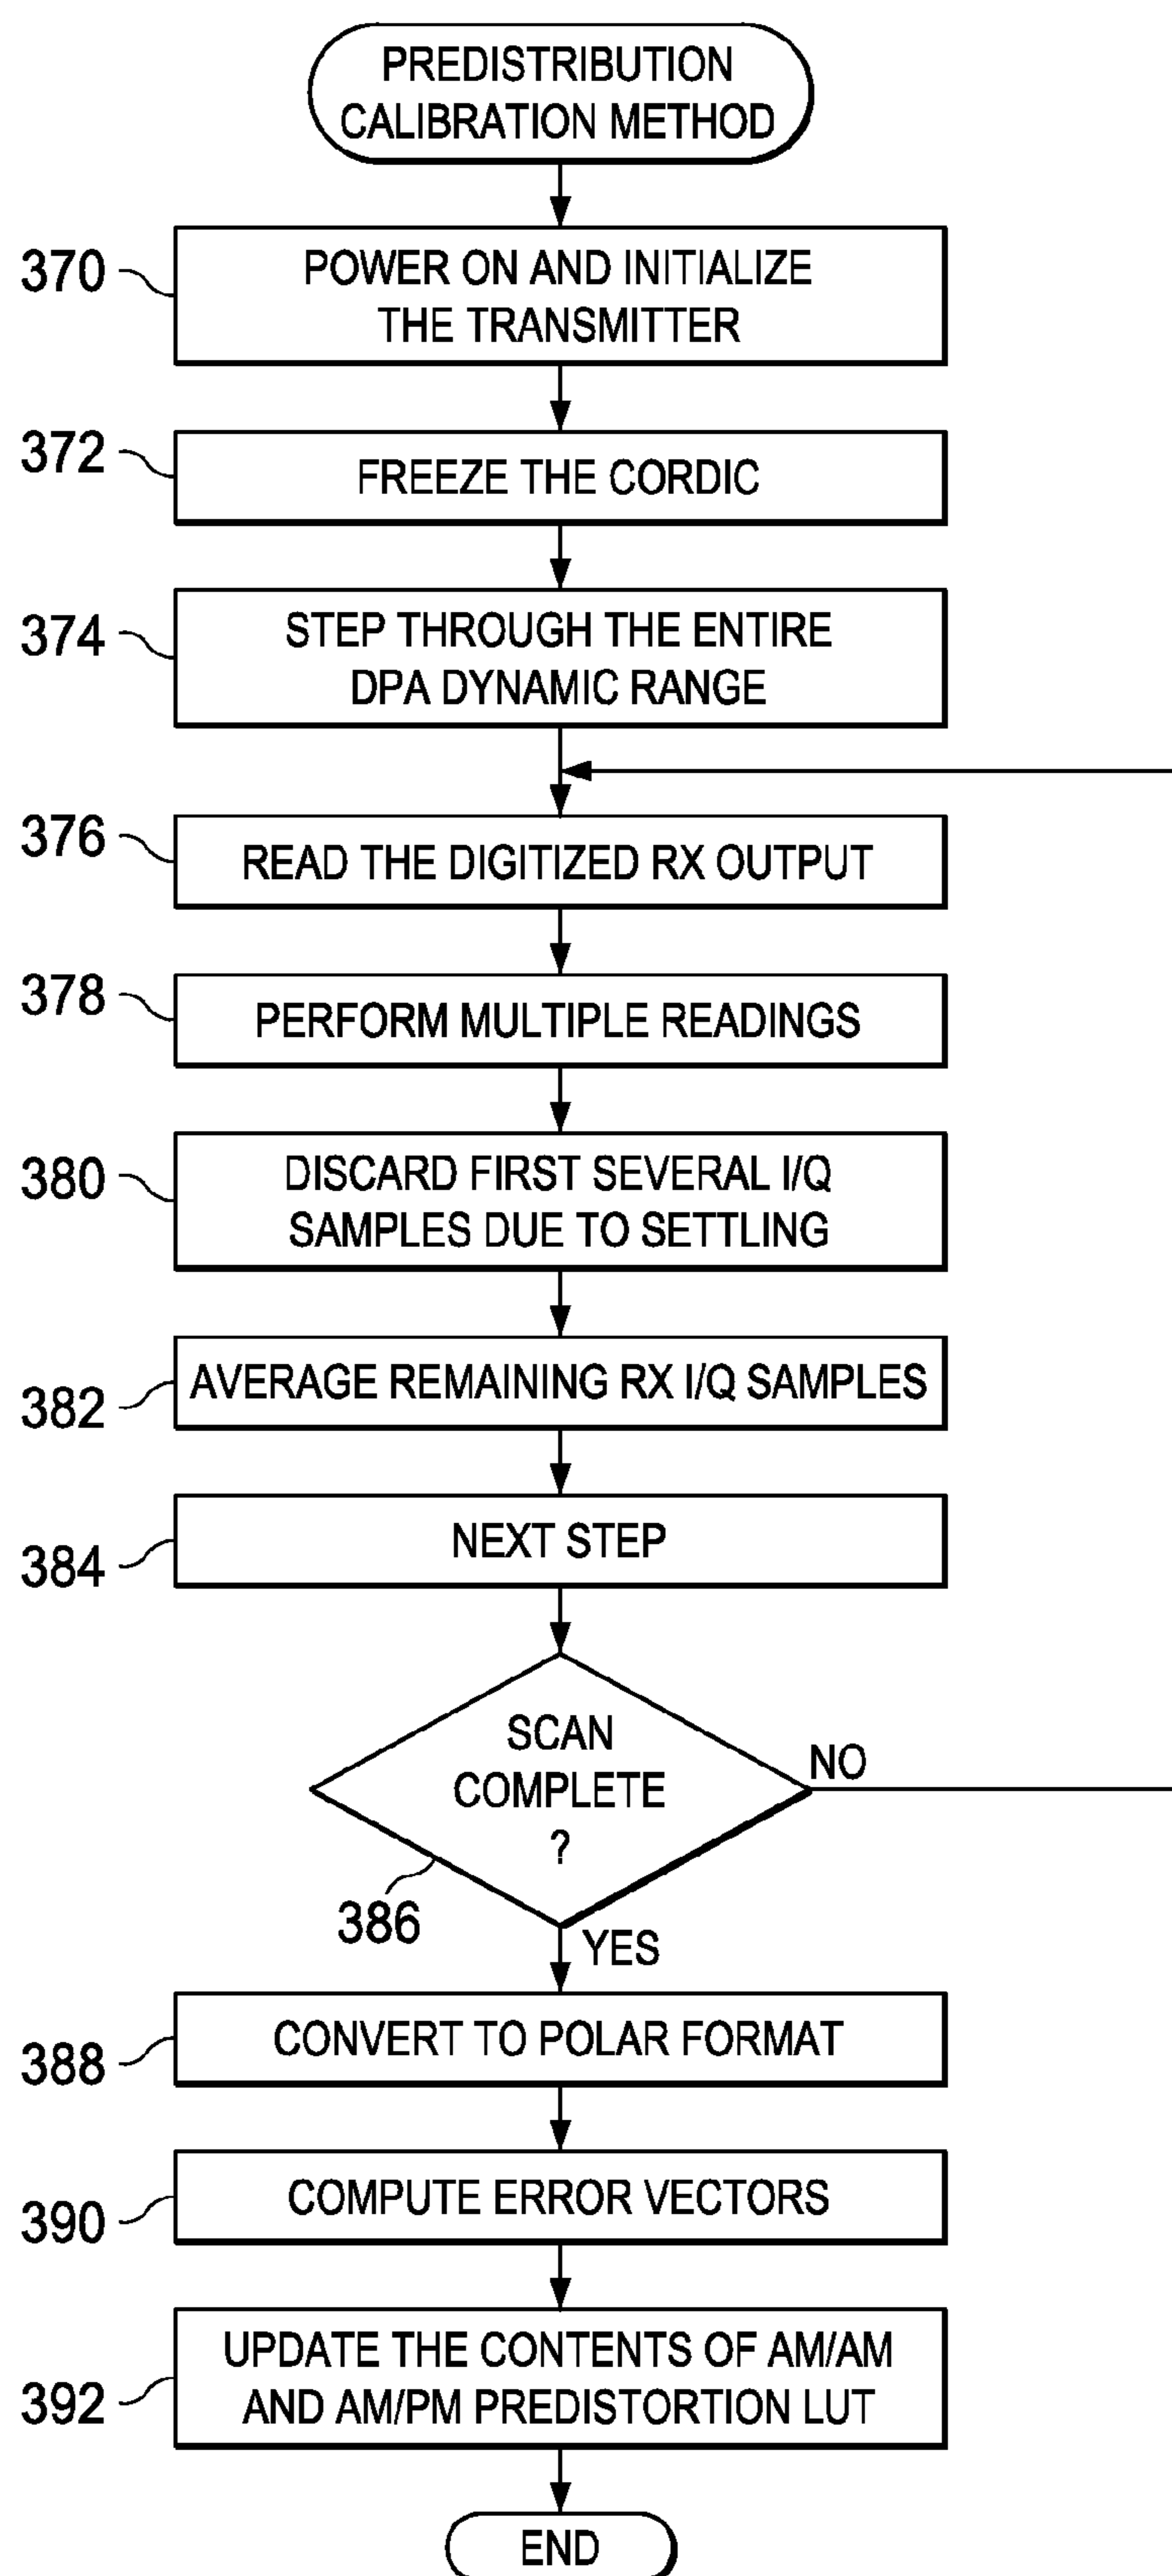 PREDISTRIBUTION
CALIBRATION METHOD
370
POWER ON AND INITIALIZE
THE TRANSMITTER
372
FREEZE THE CORDIC
374
STEP THROUGH THE ENTIRE
DPA DYNAMIC RANGE
376
READ THE DIGITIZED RX OUTPUT
378
PERFORM MULTIPLE READINGS
380
DISCARD FIRST SEVERAL I/Q
SAMPLES DUE TO SETTLING
382
AVERAGE REMAINING RX I/Q SAMPLES
384
NEXT STEP
SCAN
COMPLETE
?
NO
386
YES
388
CONVERT TO POLAR FORMAT
390
COMPUTE ERROR VECTORS
392
UPDATE THE CONTENTS OF AM/AM
AND AM/PM PREDISTORTION LUT
END